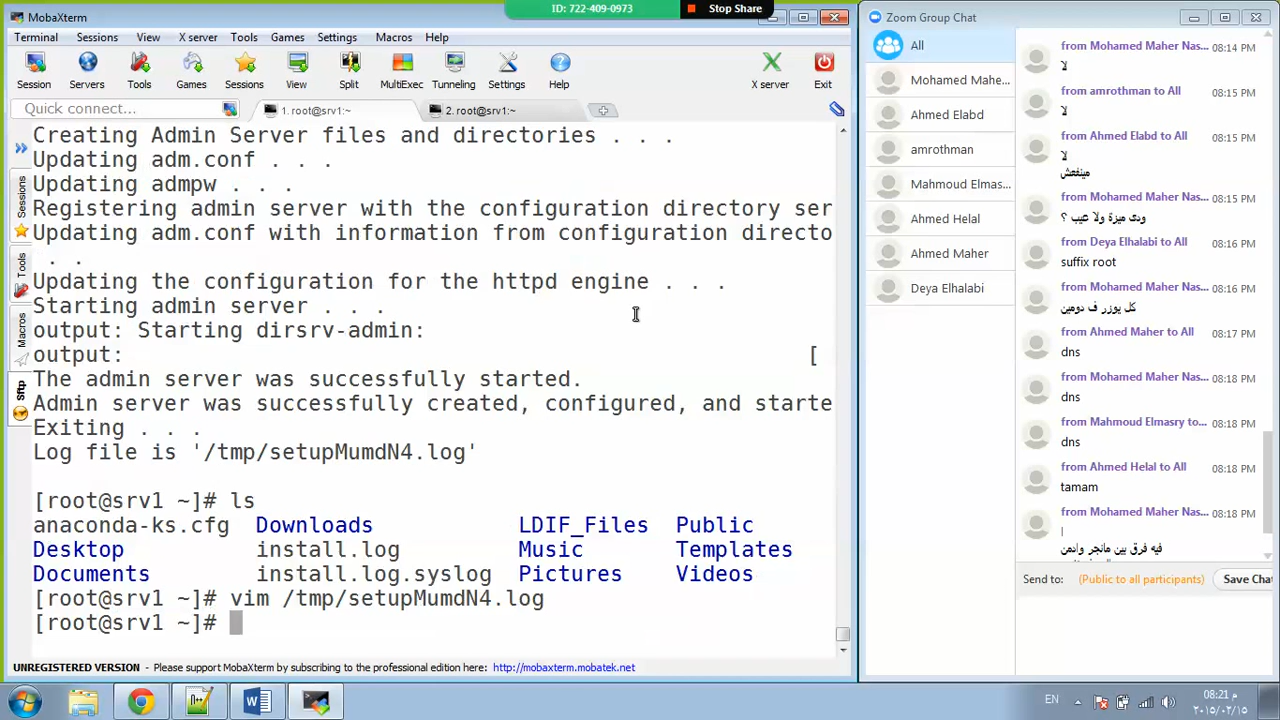 ID: 722-409-0973
Stop Share
MobaXterm
Terminal Sessions View X server Tools Games Settings Macros Help
Session Servers Tools Games Sessions View Split MultiExec Tunneling Settings Help X server Exit
Quick connect...
1. root@srv1:~
2. root@srv1:~
Sessions
Tools
Macros
Sftp
Creating Admin Server files and directories . . .
Updating adm.conf . . .
Updating admpw . . .
Registering admin server with the configuration directory ser
Updating adm.conf with information from configuration directo
. .
Updating the configuration for the httpd engine . . .
Starting admin server . . .
output: Starting dirsrv-admin:
output: [
The admin server was successfully started.
Admin server was successfully created, configured, and starte
Exiting . . .
Log file is '/tmp/setupMumdN4.log'
[root@srv1 ~]# ls
anaconda-ks.cfg Downloads LDIF_Files Public
Desktop install.log Music Templates
Documents install.log.syslog Pictures Videos
[root@srv1 ~]# vim /tmp/setupMumdN4.log
[root@srv1 ~]#
UNREGISTERED VERSION - Please support MobaXterm by subscribing to the professional edition here: http://mobaxterm.mobatek.net
Zoom Group Chat
All
Mohamed Mahe...
Ahmed Elabd
amrothman
Mahmoud Elmas...
Ahmed Helal
Ahmed Maher
Deya Elhalabi
from Mohamed Maher Nas... 08:14 PM
لا
from amrothman to All 08:15 PM
لا
from Ahmed Elabd to All 08:15 PM
لا
مينفعش
from Mohamed Maher Nas... 08:15 PM
ودى ميزة ولا عيب ؟
from Deya Elhalabi to All 08:16 PM
suffix root
from Mohamed Maher Nas... 08:16 PM
كل يوزر ف دومين
from Ahmed Maher to All 08:17 PM
dns
from Mohamed Maher Nas... 08:18 PM
dns
from Mahmoud Elmasry to... 08:18 PM
dns
from Ahmed Helal to All 08:18 PM
tamam
from Mohamed Maher Nas... 08:18 PM
فيه فرق بين مانجر وادمن
Send to: (Public to all participants) Save Chat
EN
08:21 م
٢٠١٥/٠٢/١٥